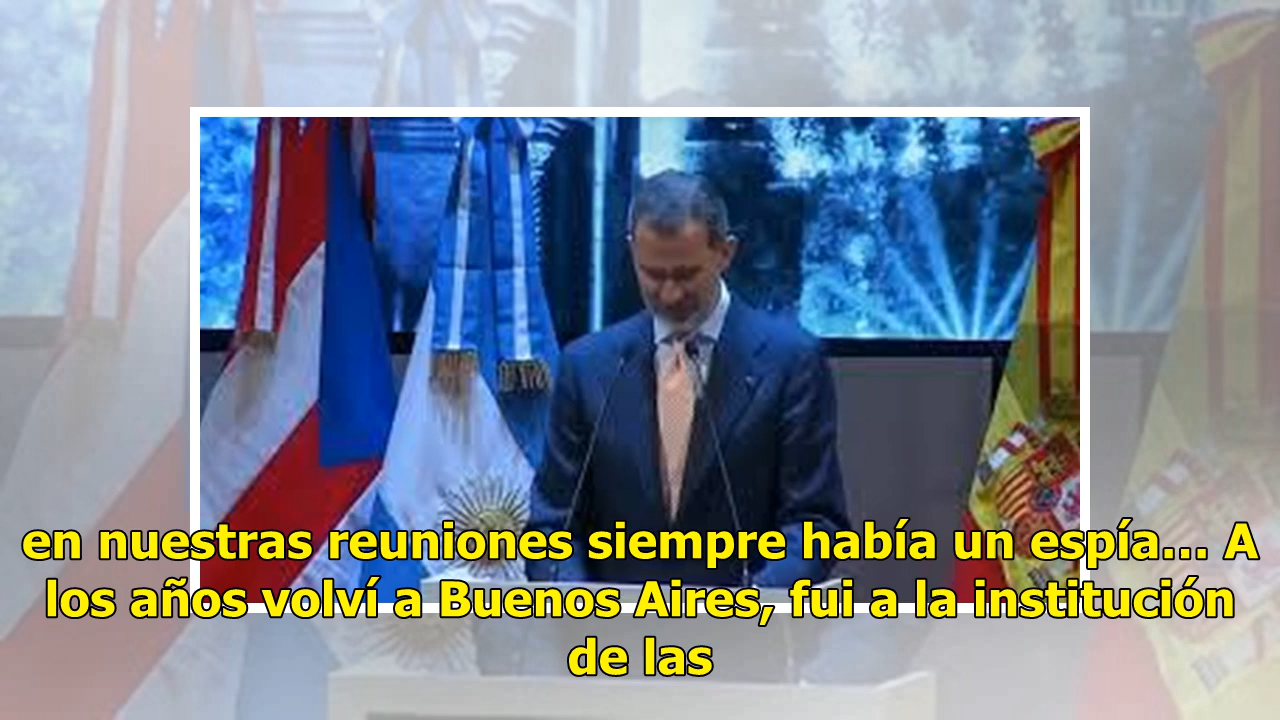 en nuestras reuniones siempre había un espía... A
los años volví a Buenos Aires, fui a la institución
de las